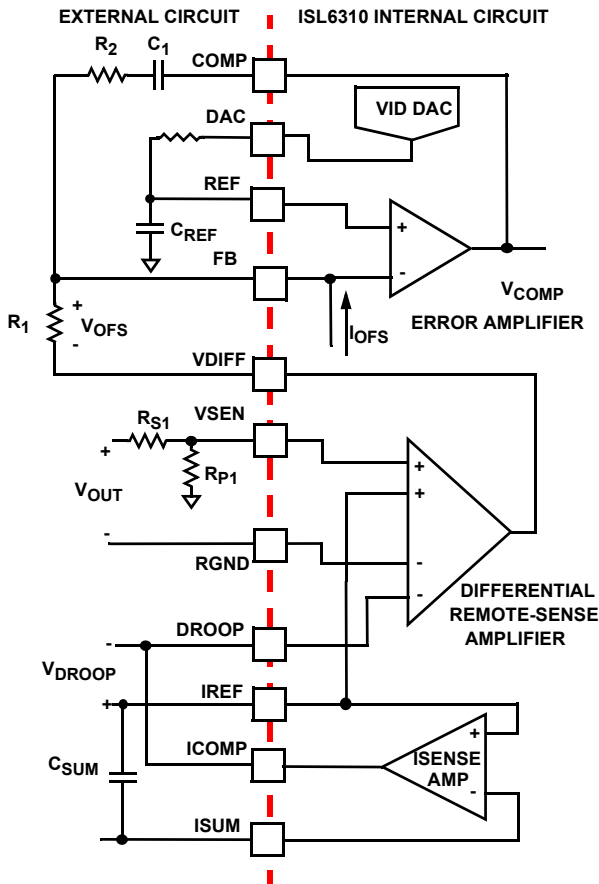 EXTERNAL CIRCUIT
ISL6310 INTERNAL CIRCUIT
R2
C1
COMP
VID DAC
DAC
REF
+
CREF
FB
-
VCOMP
ERROR AMPLIFIER
IOFS
R1
+
VOFS
-
VDIFF
RS1
VSEN
+
RP1
VOUT
+
+
-
RGND
-
-
DIFFERENTIAL
REMOTE-SENSE
AMPLIFIER
DROOP
-
VDROOP
+
IREF
ICOMP
+
ISENSE
AMP
-
CSUM
ISUM